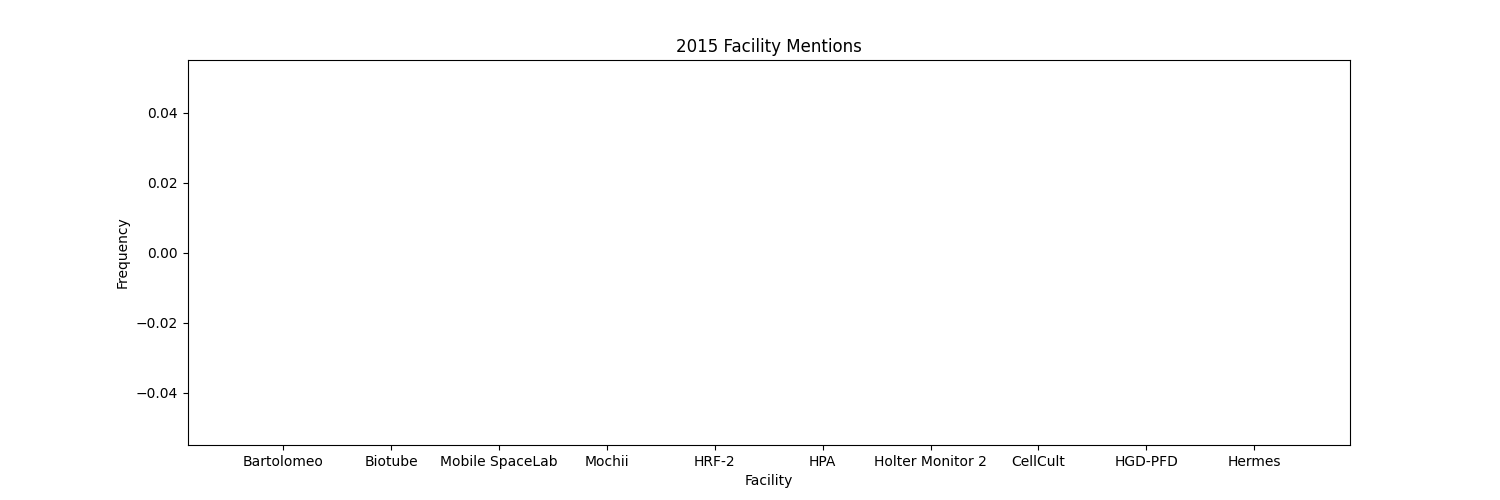 2015 Facility Mentions
0.04
0.02
0.00
−0.02
−0.04
Frequency
Bartolomeo Biotube Mobile SpaceLab Mochii HRF-2 HPA Holter Monitor 2 CellCult HGD-PFD Hermes
Facility